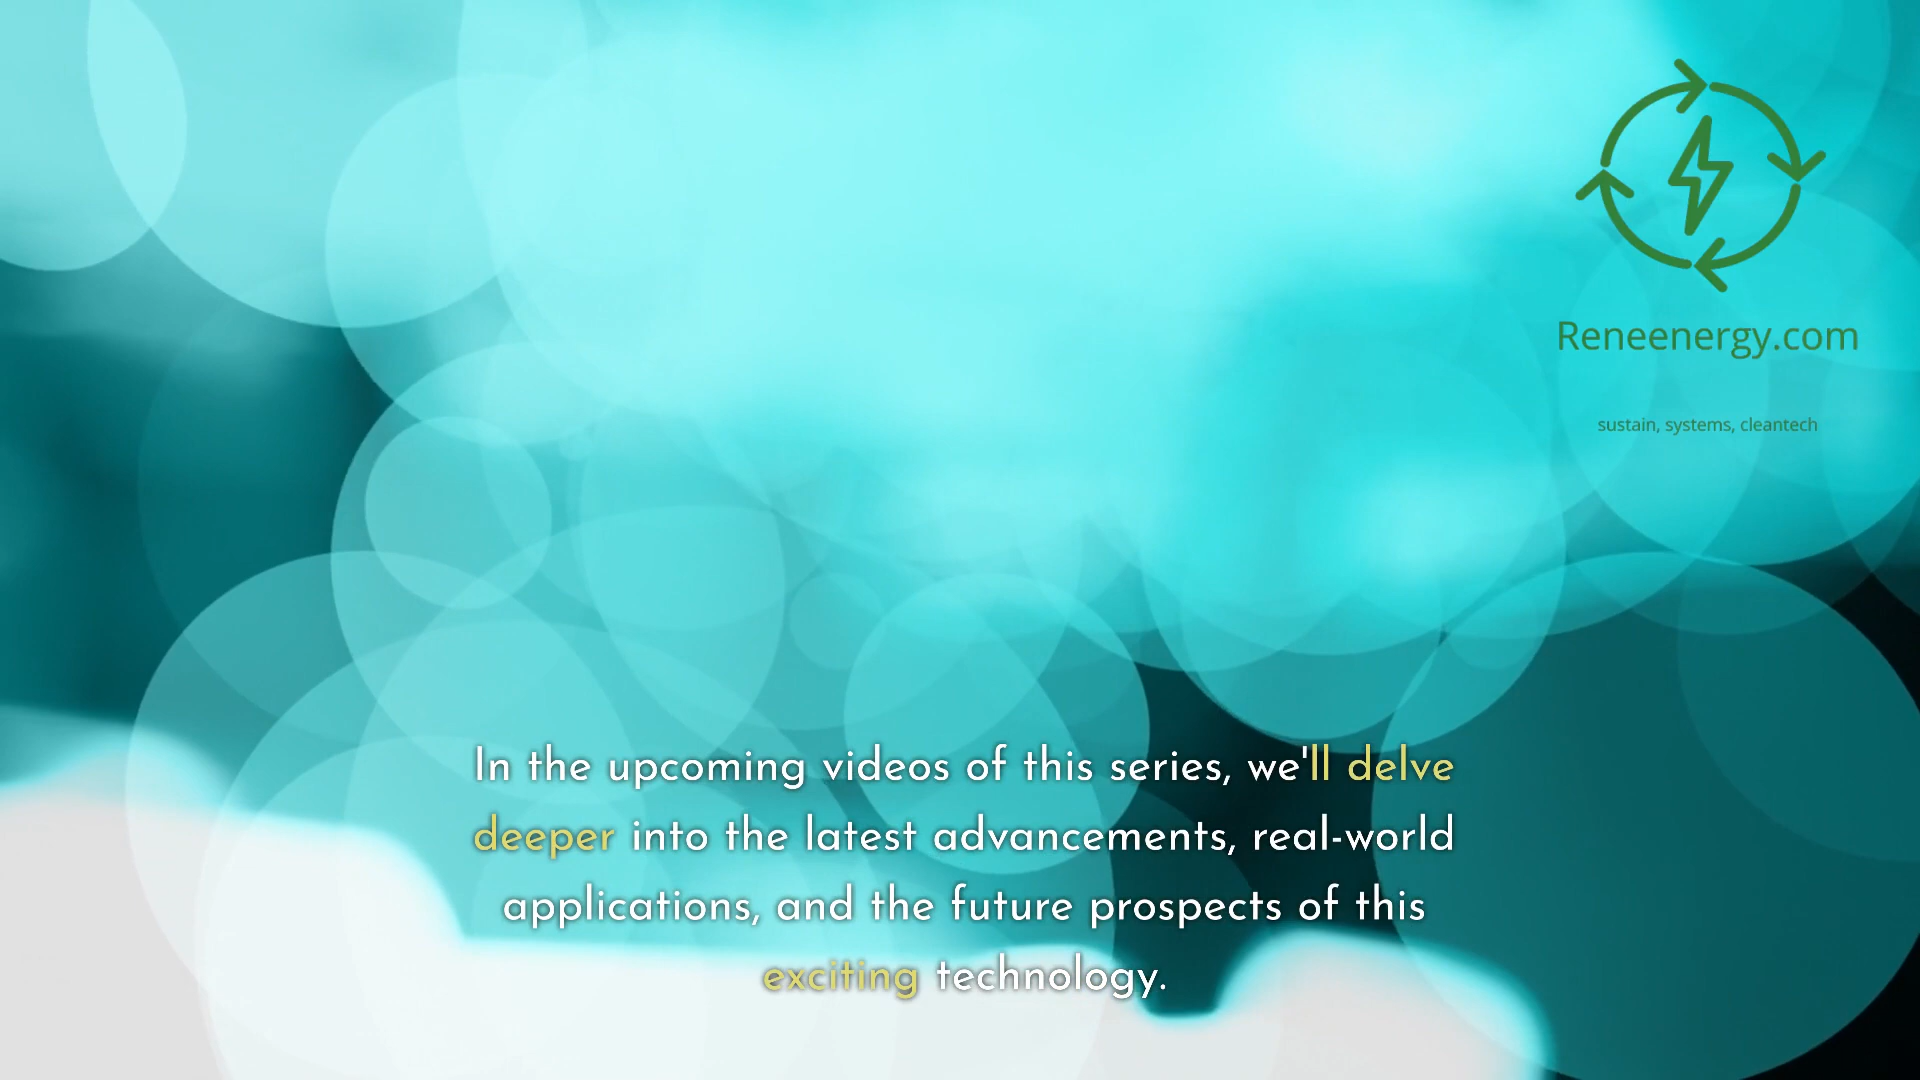 Reneenergy.com
sustain, systems, cleantech
In the upcoming videos of this series, we'll delve
deeper into the latest advancements, real-world
applications, and the future prospects of this
exciting technology.